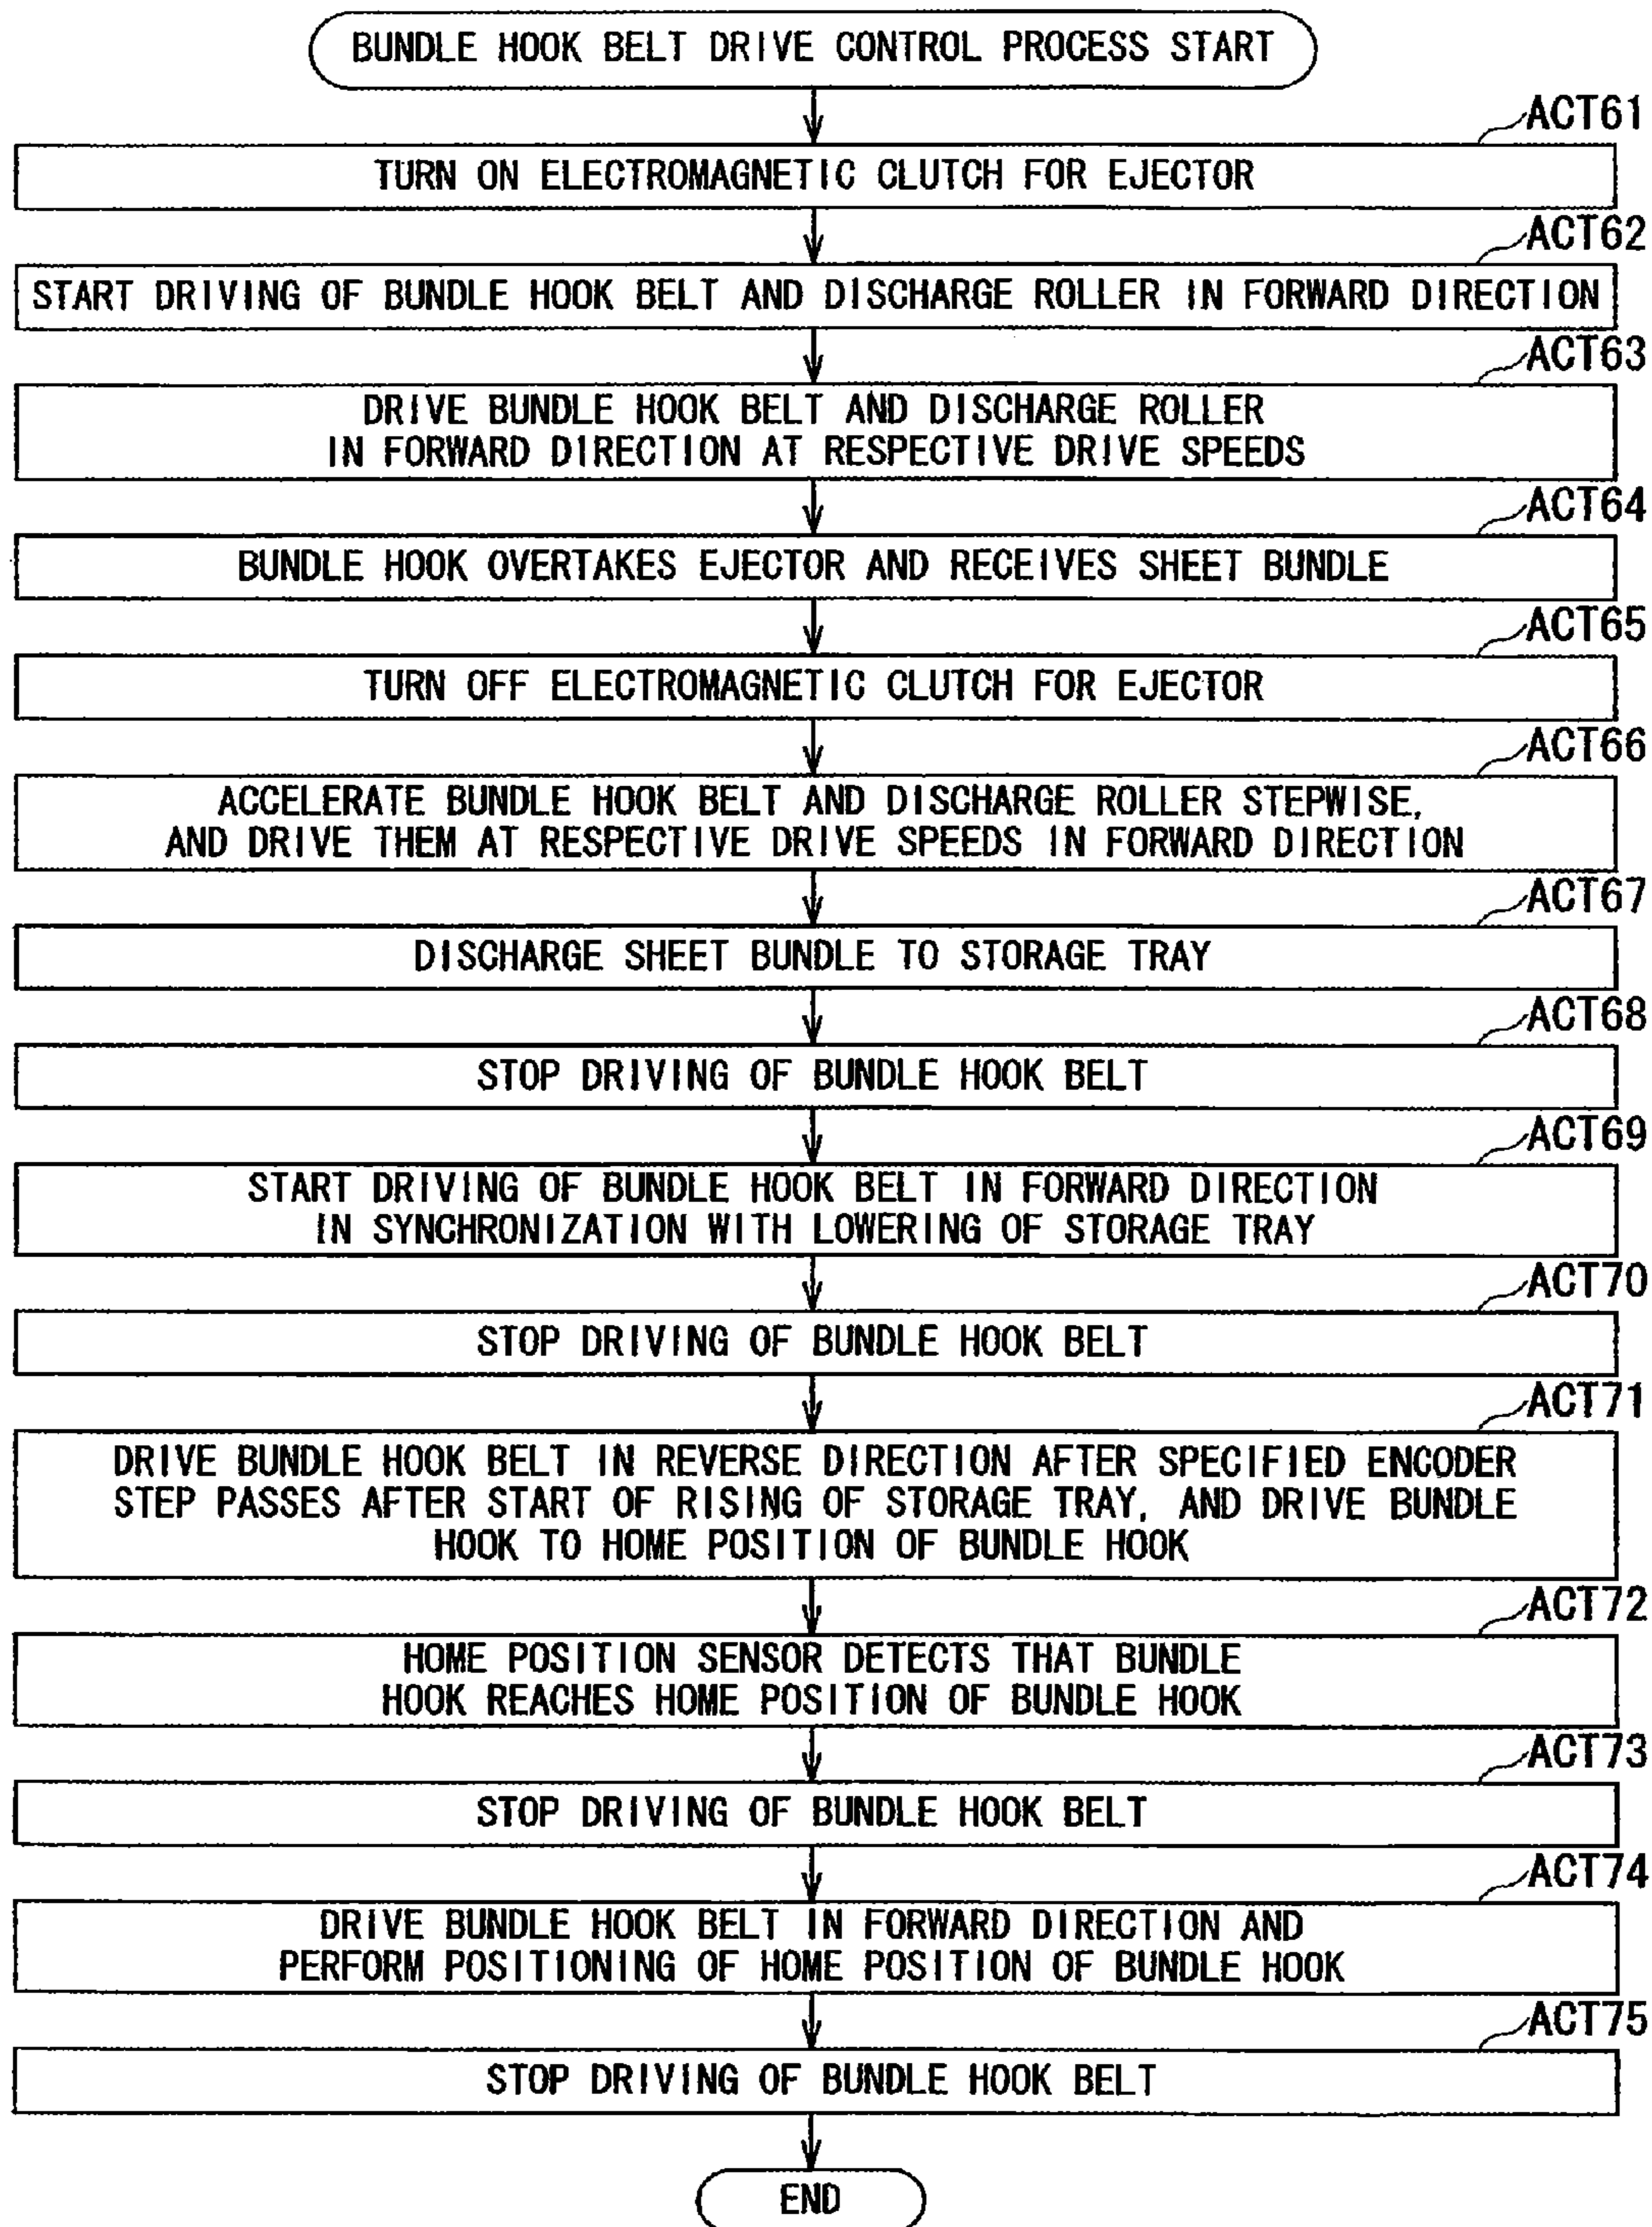 BUNDLE HOOK BELT DRIVE CONTROL PROCESS START
ACT61
TURN ON ELECTROMAGNETIC CLUTCH FOR EJECTOR
ACT62
START DRIVING OF BUNDLE HOOK BELT AND DISCHARGE ROLLER IN FORWARD DIRECTION
ACT63
DRIVE BUNDLE HOOK BELT AND DISCHARGE ROLLER
IN FORWARD DIRECTION AT RESPECTIVE DRIVE SPEEDS
ACT64
BUNDLE HOOK OVERTAKES EJECTOR AND RECEIVES SHEET BUNDLE
ACT65
TURN OFF ELECTROMAGNETIC CLUTCH FOR EJECTOR
ACT66
ACCELERATE BUNDLE HOOK BELT AND DISCHARGE ROLLER STEPWISE,
AND DRIVE THEM AT RESPECTIVE DRIVE SPEEDS IN FORWARD DIRECTION
ACT67
DISCHARGE SHEET BUNDLE TO STORAGE TRAY
ACT68
STOP DRIVING OF BUNDLE HOOK BELT
ACT69
START DRIVING OF BUNDLE HOOK BELT IN FORWARD DIRECTION
IN SYNCHRONIZATION WITH LOWERING OF STORAGE TRAY
ACT70
STOP DRIVING OF BUNDLE HOOK BELT
ACT71
DRIVE BUNDLE HOOK BELT IN REVERSE DIRECTION AFTER SPECIFIED ENCODER
STEP PASSES AFTER START OF RISING OF STORAGE TRAY, AND DRIVE BUNDLE
HOOK TO HOME POSITION OF BUNDLE HOOK
ACT72
HOME POSITION SENSOR DETECTS THAT BUNDLE
HOOK REACHES HOME POSITION OF BUNDLE HOOK
ACT73
STOP DRIVING OF BUNDLE HOOK BELT
ACT74
DRIVE BUNDLE HOOK BELT IN FORWARD DIRECTION AND
PERFORM POSITIONING OF HOME POSITION OF BUNDLE HOOK
ACT75
STOP DRIVING OF BUNDLE HOOK BELT
END